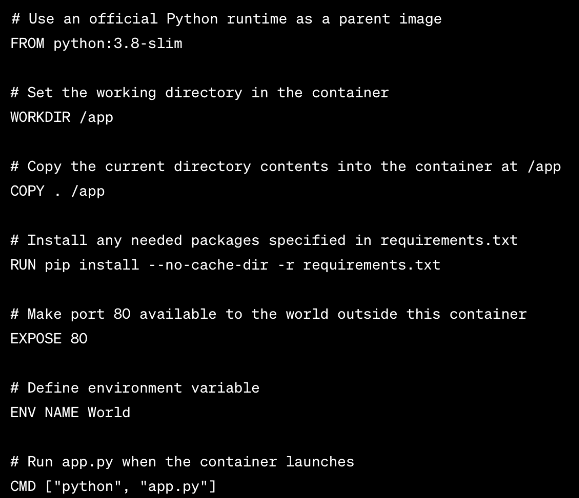 # Use an official Python runtime as a parent image
FROM python:3.8-slim
# Set the working directory in the container
WORKDIR /app
# Copy the current directory contents into the container at /app
COPY . /app
# Install any needed packages specified in requirements.txt
RUN pip install --no-cache-dir -r requirements.txt
# Make port 80 available to the world outside this container
EXPOSE 80
# Define environment variable
ENV NAME World
# Run app.py when the container launches
CMD ["python", "app.py"]